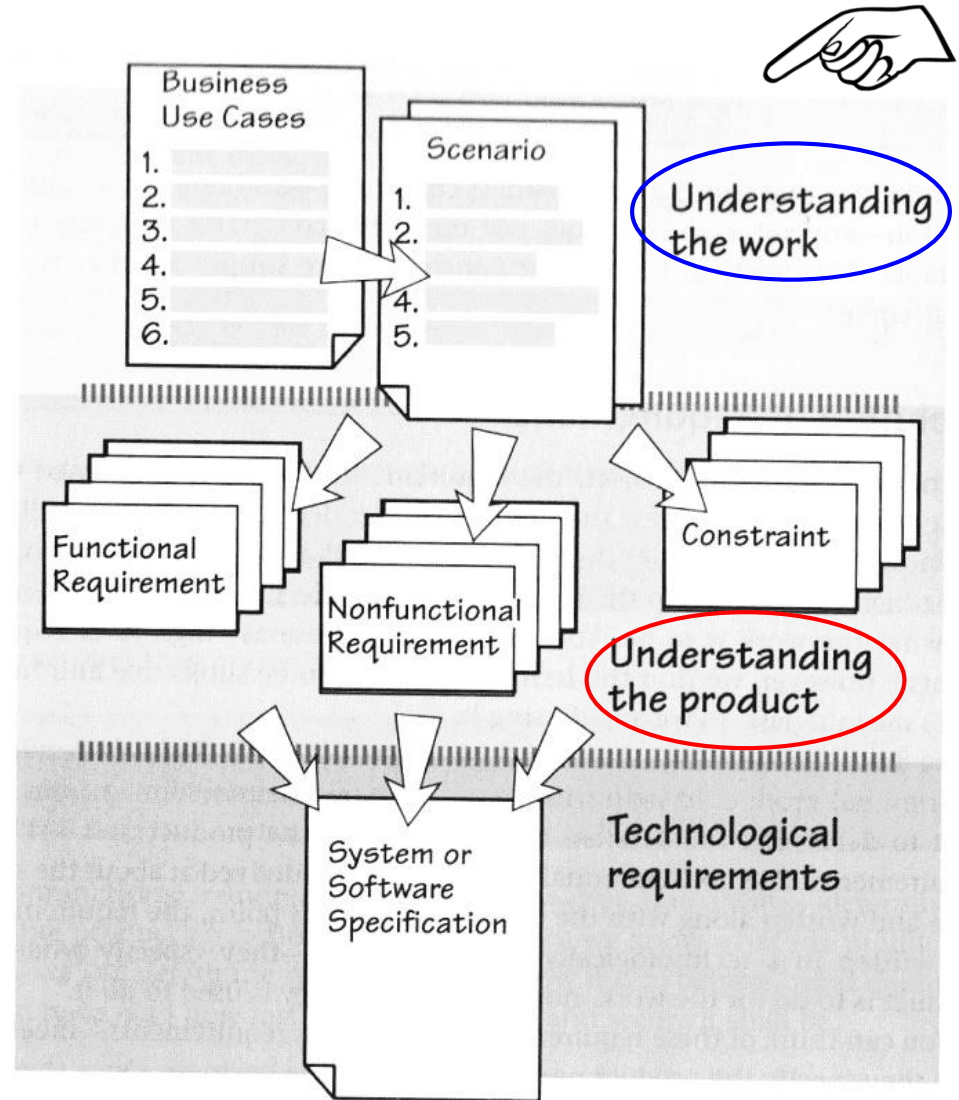 Business
Use Cases
1.
2.
3.
4.
5.
6.
Scenario
1.
2.
4.
5.
Understanding
the work
Functional
Requirement
Nonfunctional
Requirement
Constraint
Understanding
the product
System or
Software
Specification
Technological
requirements